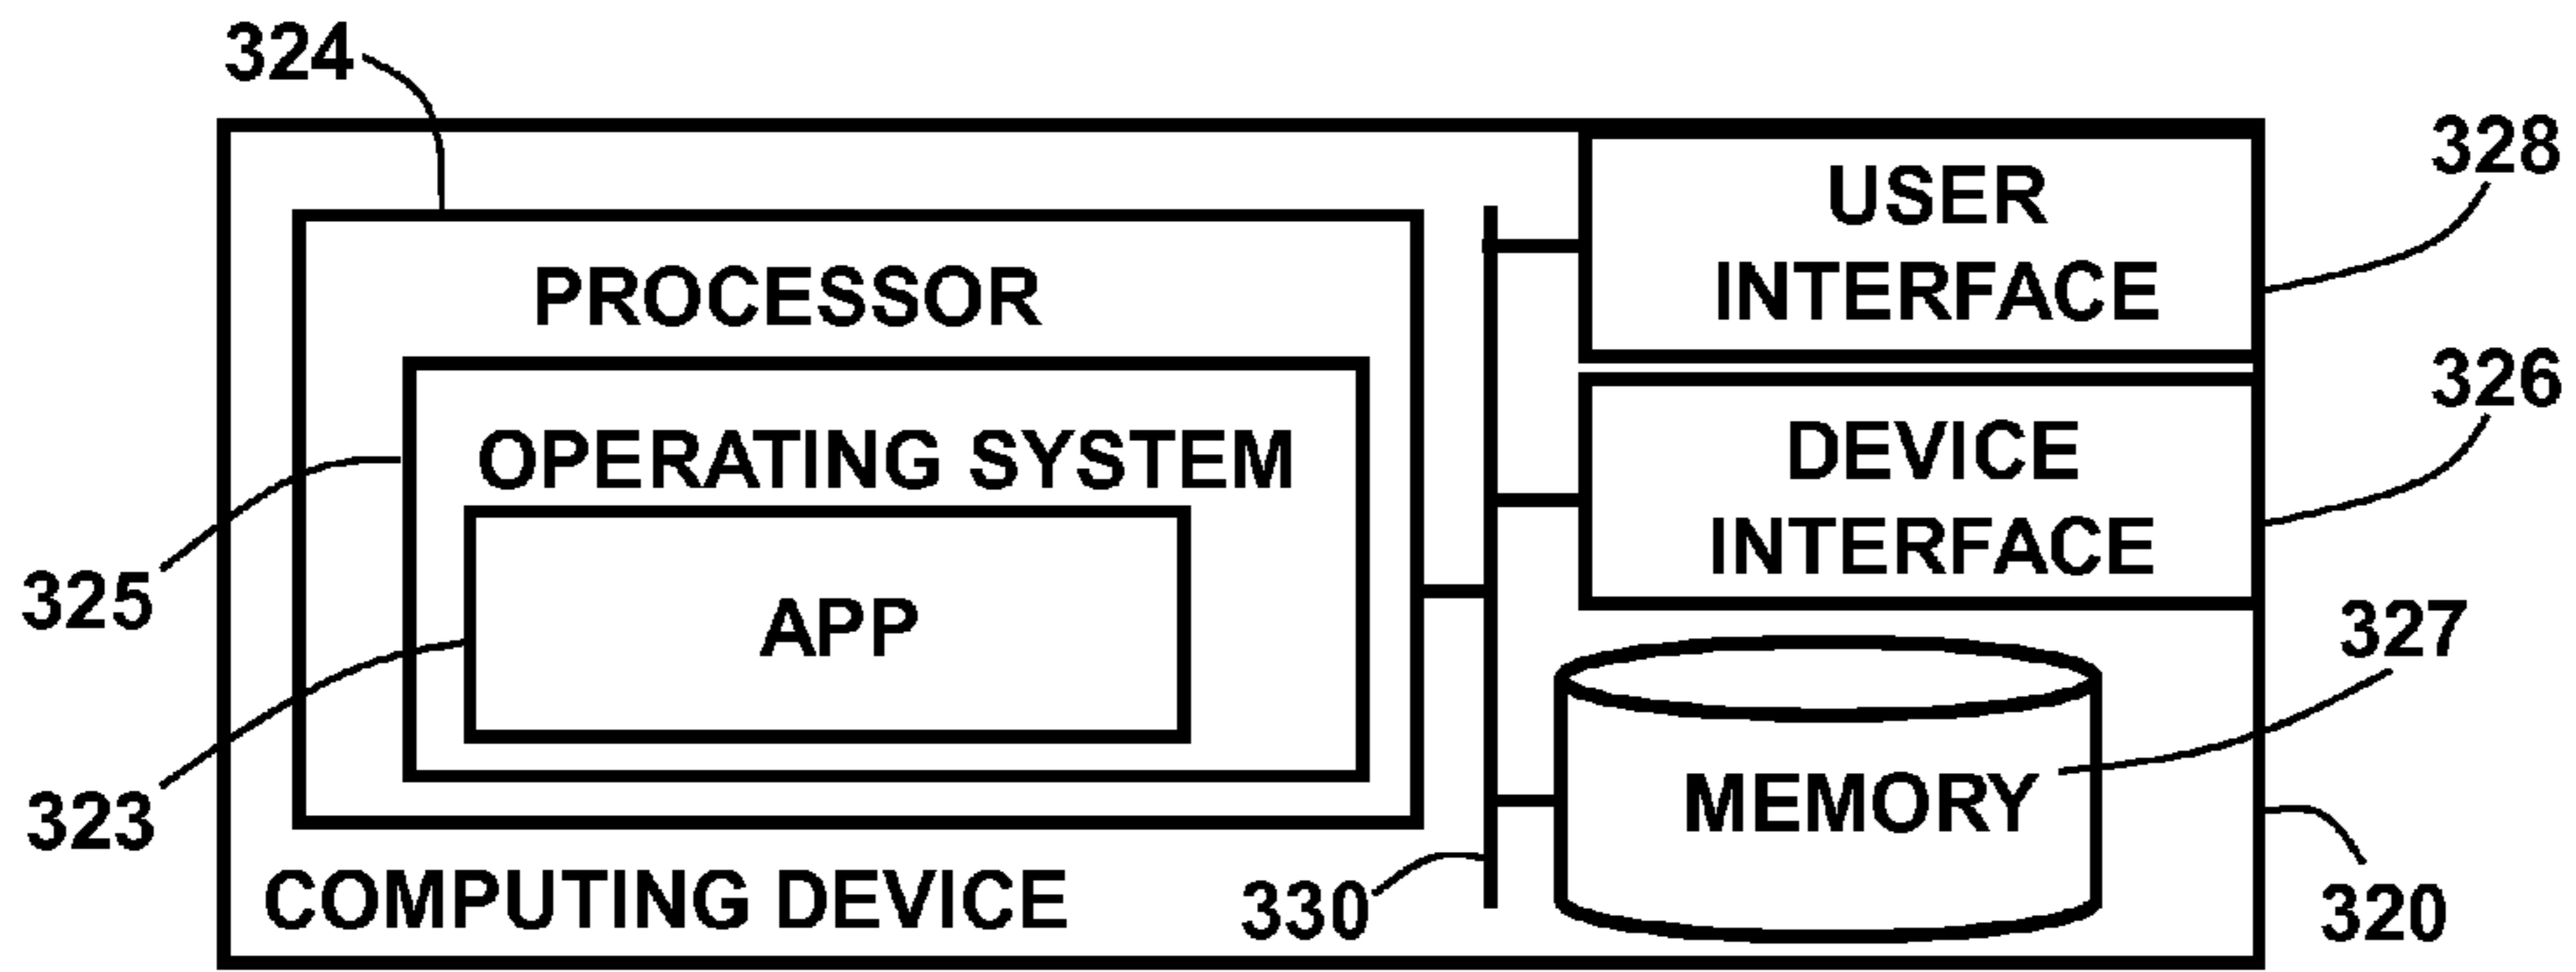 324
328
USER
INTERFACE
PROCESSOR
326
DEVICE
INTERFACE
OPERATING SYSTEM
325
APP
327
323
MEMORY
COMPUTING DEVICE
330
320